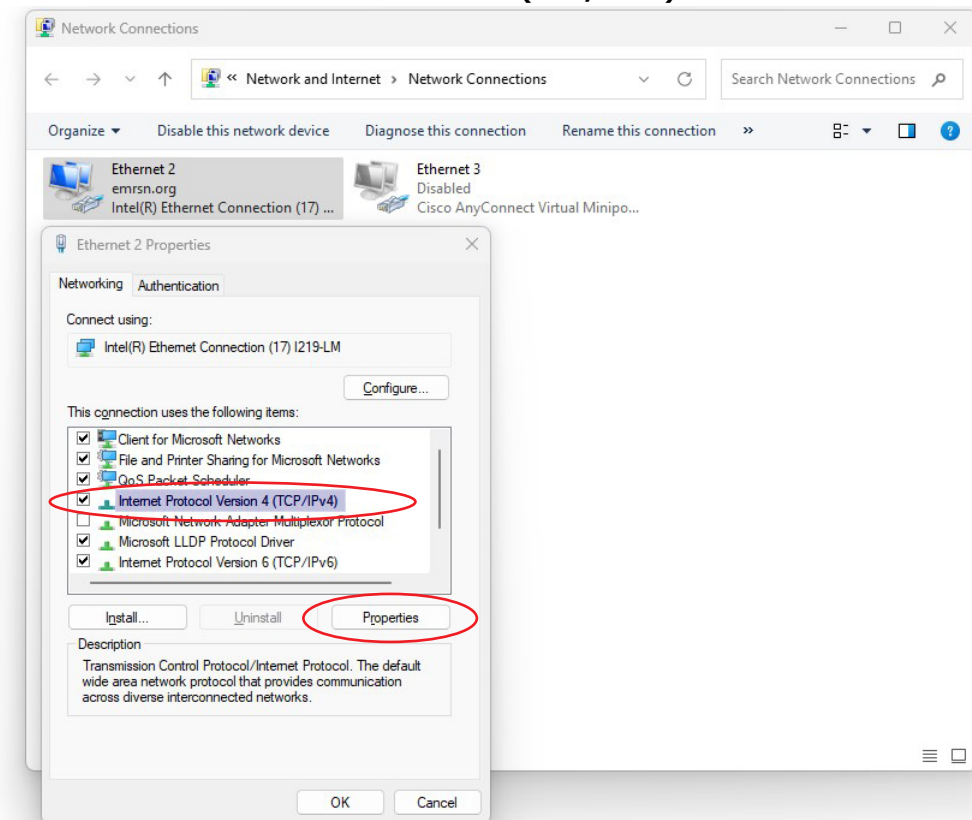 Network Connections
« Network and Internet › Network Connections
Search Network Connections
Organize Disable this network device Diagnose this connection Rename this connection »
Ethernet 2
emrsn.org
Intel(R) Ethernet Connection (17) ...
Ethernet 3
Disabled
Cisco AnyConnect Virtual Minipo...
Ethernet 2 Properties
Networking Authentication
Connect using:
Intel(R) Ethernet Connection (17) I219-LM
Configure...
This connection uses the following items:
Client for Microsoft Networks
File and Printer Sharing for Microsoft Networks
QoS Packet Scheduler
Internet Protocol Version 4 (TCP/IPv4)
Microsoft Network Adapter Multiplexor Protocol
Microsoft LLDP Protocol Driver
Internet Protocol Version 6 (TCP/IPv6)
Install... Uninstall Properties
Description
Transmission Control Protocol/Internet Protocol. The default
wide area network protocol that provides communication
across diverse interconnected networks.
OK Cancel